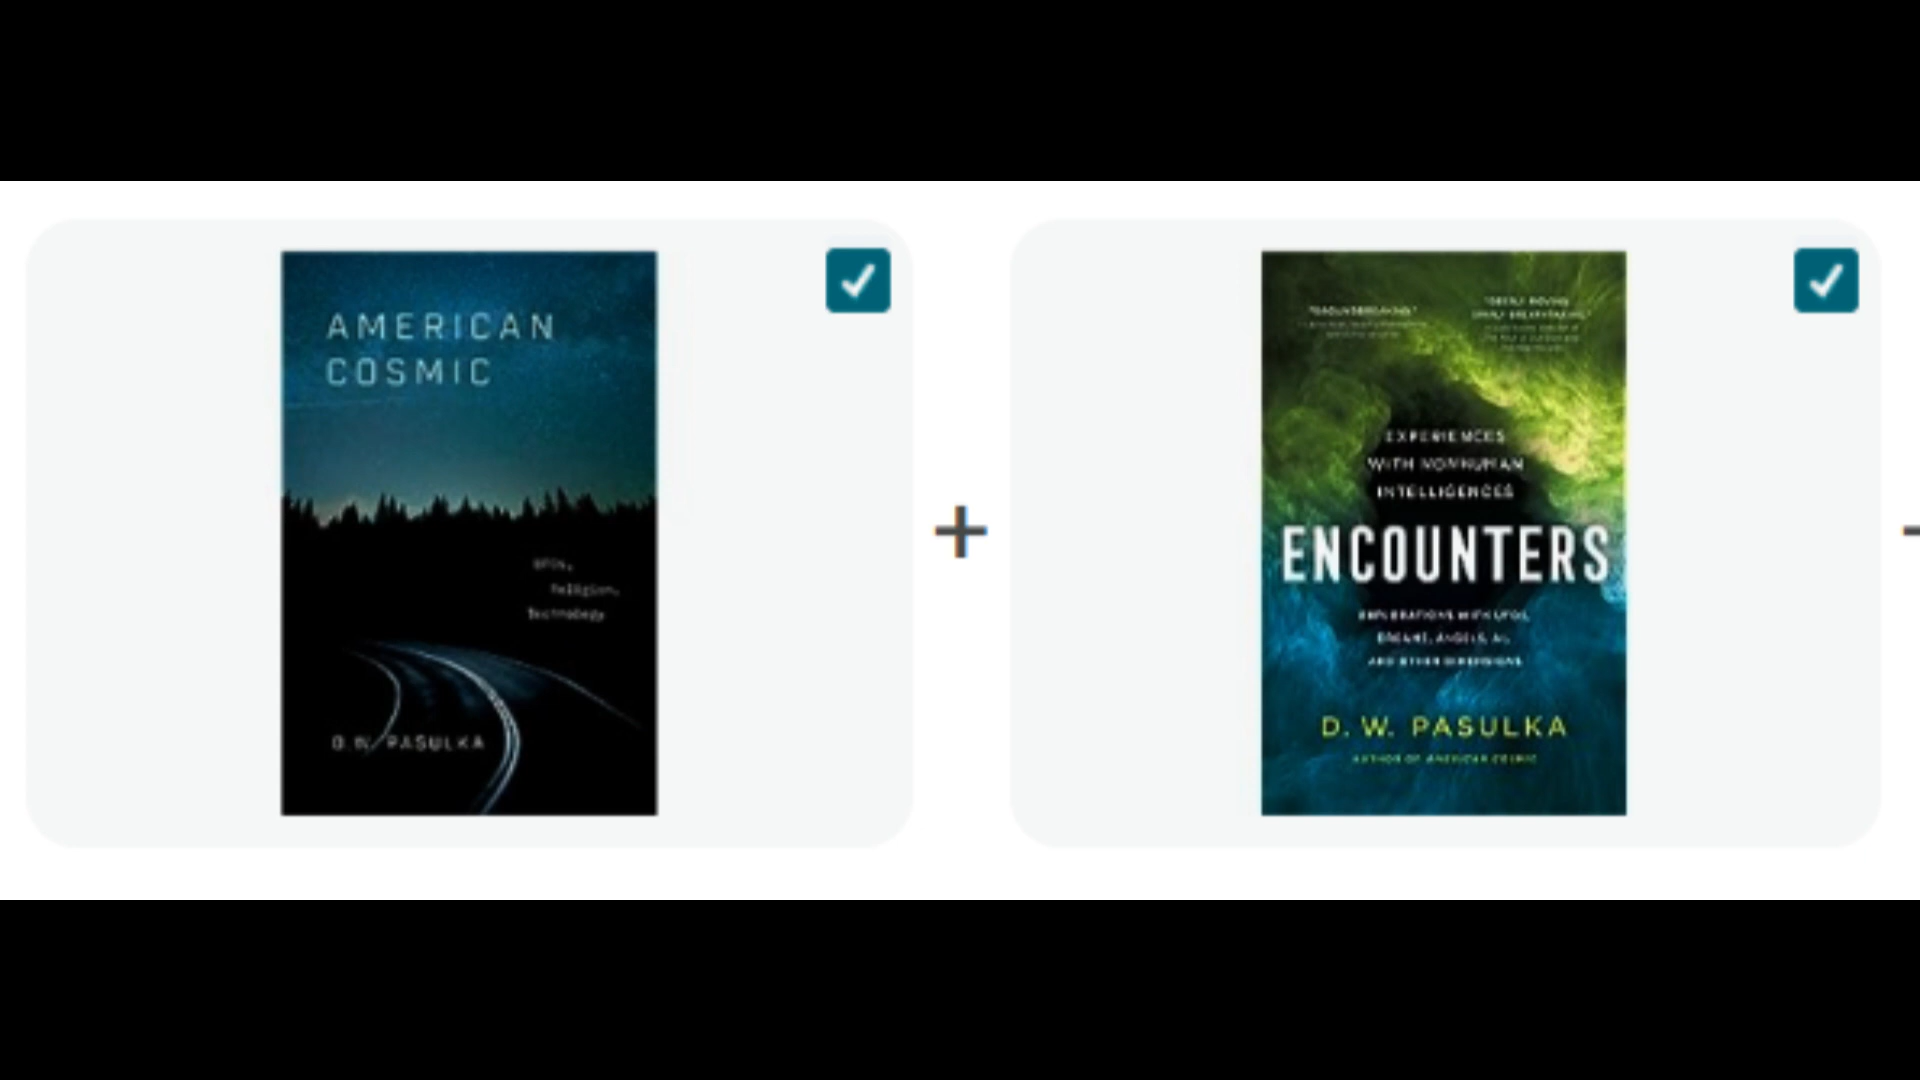 AMERICAN
COSMIC
UFOs,
Religion,
Technology
D. W. PASULKA
EXPERIENCES
WITH NONHUMAN
INTELLIGENCES
ENCOUNTERS
EXPLORATIONS WITH UFOS,
DREAMS, ANGELS, AI,
AND OTHER DIMENSIONS
D. W. PASULKA
AUTHOR OF AMERICAN COSMIC